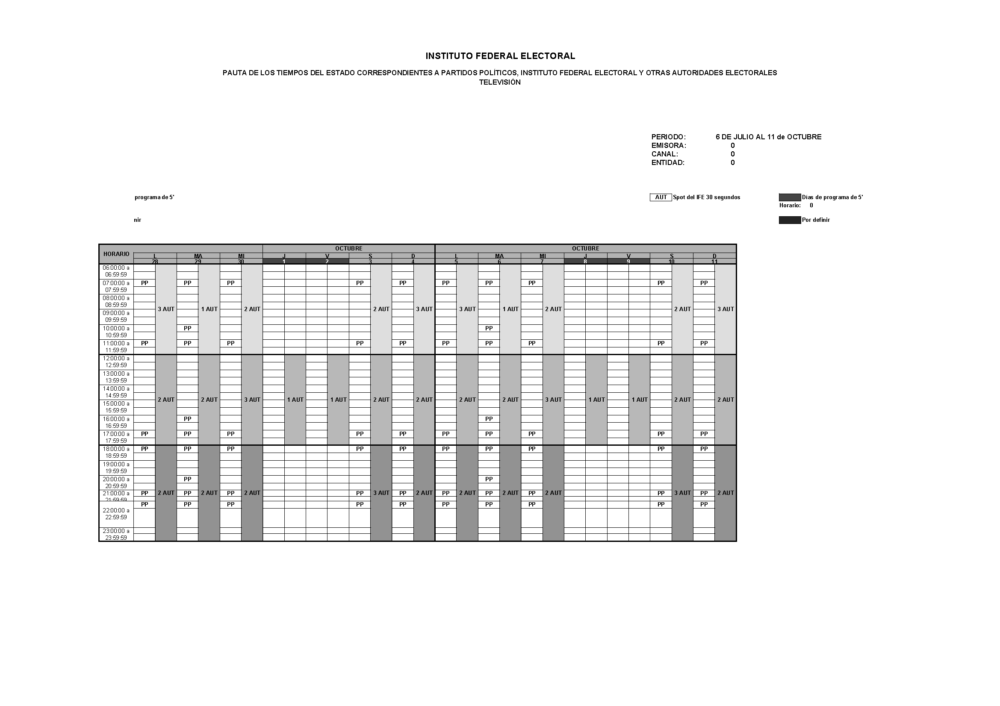 INSTITUTO FEDERAL ELECTORAL
PAUTA DE LOS TIEMPOS DEL ESTADO CORRESPONDIENTES A PARTIDOS POLÍTICOS, INSTITUTO FEDERAL ELECTORAL Y OTRAS AUTORIDADES ELECTORALES
TELEVISIÓN
PERIODO: 6 DE JULIO AL 11 de OCTUBRE
EMISORA: 0
CANAL: 0
ENTIDAD: 0
programa de 5' AUT Spot del IFE 30 segundos Días de programa de 5'
Horario: 0
nir Por definir
HORARIO OCTUBRE OCTUBRE
L MA MI J V S D L MA MI J V S D
28 29 30 1 2 3 4 5 6 7 8 9 10 11
06:00:00 a
06:59:59
07:00:00 a PP PP PP PP PP PP PP PP PP PP
07:59:59
08:00:00 a
08:59:59
3 AUT 1 AUT 2 AUT 2 AUT 3 AUT 3 AUT 1 AUT 2 AUT 2 AUT 3 AUT
09:00:00 a
09:59:59
10:00:00 a PP PP
10:59:59
11:00:00 a PP PP PP PP PP PP PP PP PP PP
11:59:59
12:00:00 a
12:59:59
13:00:00 a
13:59:59
14:00:00 a
14:59:59
2 AUT 2 AUT 3 AUT 1 AUT 1 AUT 2 AUT 2 AUT 2 AUT 2 AUT 3 AUT 1 AUT 1 AUT 2 AUT 2 AUT
15:00:00 a
15:59:59
16:00:00 a PP PP
16:59:59
17:00:00 a PP PP PP PP PP PP PP PP PP PP
17:59:59
18:00:00 a PP PP PP PP PP PP PP PP PP PP
18:59:59
19:00:00 a
19:59:59
20:00:00 a PP PP
20:59:59
21:00:00 a PP 2 AUT PP 2 AUT PP 2 AUT PP 3 AUT PP 2 AUT PP 2 AUT PP 2 AUT PP 2 AUT PP 3 AUT PP 2 AUT
21:59:59
PP PP PP PP PP PP PP PP PP PP
22:00:00 a
22:59:59
23:00:00 a
23:59:59